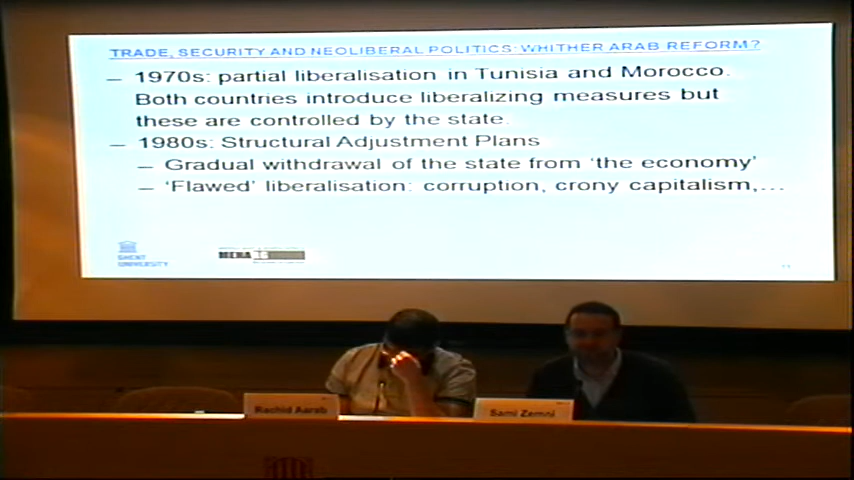 TRADE, SECURITY AND NEOLIBERAL POLITICS: WHITHER ARAB REFORM?
– 1970s: partial liberalisation in Tunisia and Morocco.
Both countries introduce liberalizing measures but
these are controlled by the state.
– 1980s: Structural Adjustment Plans
– Gradual withdrawal of the state from ‘the economy’
– ‘Flawed’ liberalisation: corruption, crony capitalism,…
GHENT
UNIVERSITY
MENA
Rachid Aarab
Sami Zemni